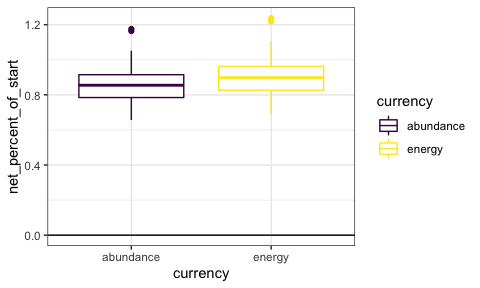 net_percent_of_start
1.2
0.8
0.4
0.0
abundance
energy
currency
currency
abundance
energy